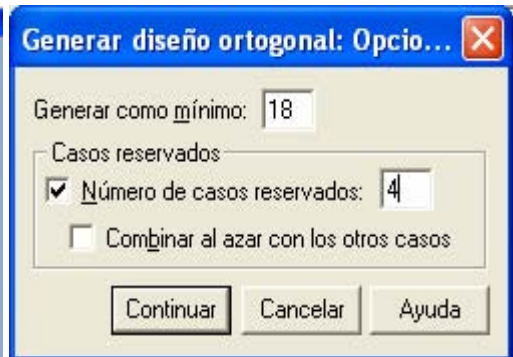 Generar diseño ortogonal: Opcio...
Generar como mínimo: 18
Casos reservados
Número de casos reservados: 4
Combinar al azar con los otros casos
Continuar Cancelar Ayuda